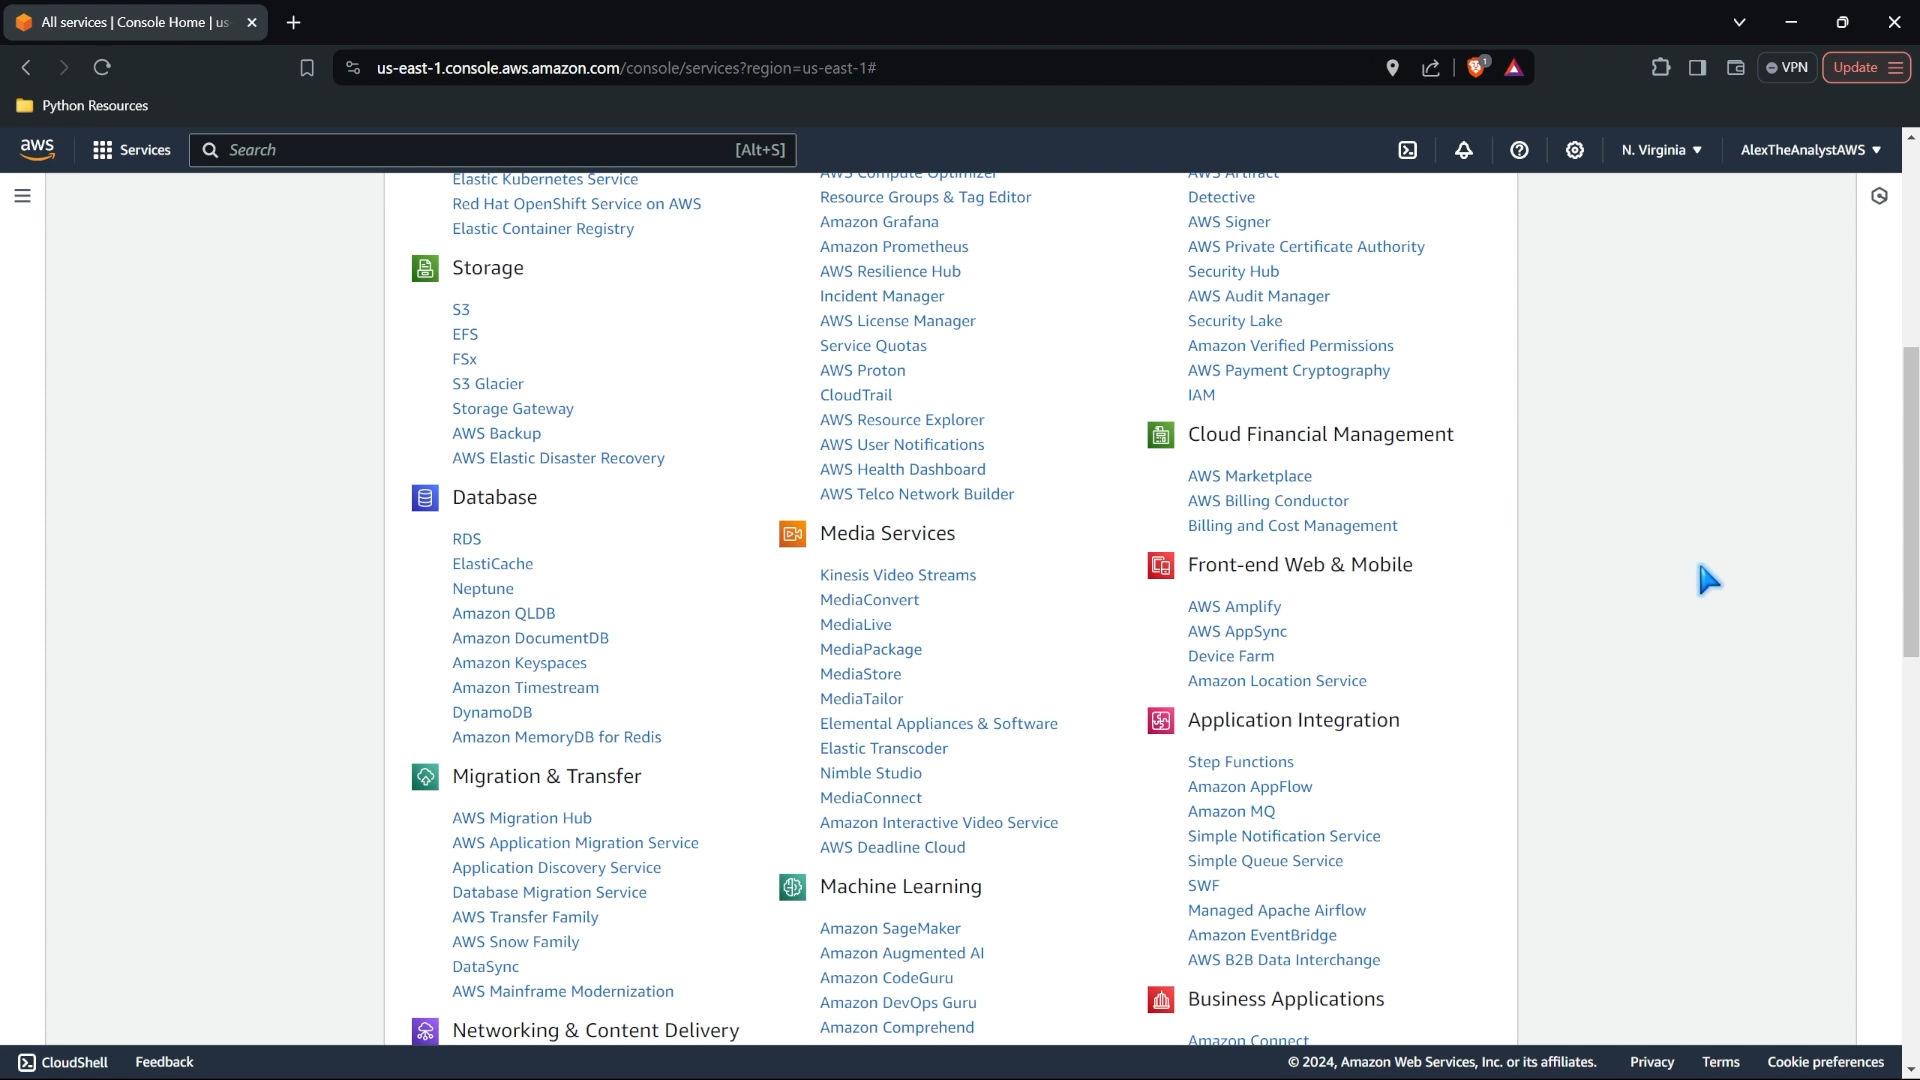 All services | Console Home | us-
us-east-1.console.aws.amazon.com/console/services?region=us-east-1#
1
VPN
Update
Python Resources
aws
Services
Search
[Alt+S]
N. Virginia
AlexTheAnalystAWS
Elastic Kubernetes Service
Red Hat OpenShift Service on AWS
Elastic Container Registry
Storage
S3
EFS
FSx
S3 Glacier
Storage Gateway
AWS Backup
AWS Elastic Disaster Recovery
Database
RDS
ElastiCache
Neptune
Amazon QLDB
Amazon DocumentDB
Amazon Keyspaces
Amazon Timestream
DynamoDB
Amazon MemoryDB for Redis
Migration & Transfer
AWS Migration Hub
AWS Application Migration Service
Application Discovery Service
Database Migration Service
AWS Transfer Family
AWS Snow Family
DataSync
AWS Mainframe Modernization
Networking & Content Delivery
AWS Compute Optimizer
Resource Groups & Tag Editor
Amazon Grafana
Amazon Prometheus
AWS Resilience Hub
Incident Manager
AWS License Manager
Service Quotas
AWS Proton
CloudTrail
AWS Resource Explorer
AWS User Notifications
AWS Health Dashboard
AWS Telco Network Builder
Media Services
Kinesis Video Streams
MediaConvert
MediaLive
MediaPackage
MediaStore
MediaTailor
Elemental Appliances & Software
Elastic Transcoder
Nimble Studio
MediaConnect
Amazon Interactive Video Service
AWS Deadline Cloud
Machine Learning
Amazon SageMaker
Amazon Augmented AI
Amazon CodeGuru
Amazon DevOps Guru
Amazon Comprehend
AWS Artifact
Detective
AWS Signer
AWS Private Certificate Authority
Security Hub
AWS Audit Manager
Security Lake
Amazon Verified Permissions
AWS Payment Cryptography
IAM
Cloud Financial Management
AWS Marketplace
AWS Billing Conductor
Billing and Cost Management
Front-end Web & Mobile
AWS Amplify
AWS AppSync
Device Farm
Amazon Location Service
Application Integration
Step Functions
Amazon AppFlow
Amazon MQ
Simple Notification Service
Simple Queue Service
SWF
Managed Apache Airflow
Amazon EventBridge
AWS B2B Data Interchange
Business Applications
Amazon Connect
CloudShell
Feedback
© 2024, Amazon Web Services, Inc. or its affiliates.
Privacy
Terms
Cookie preferences